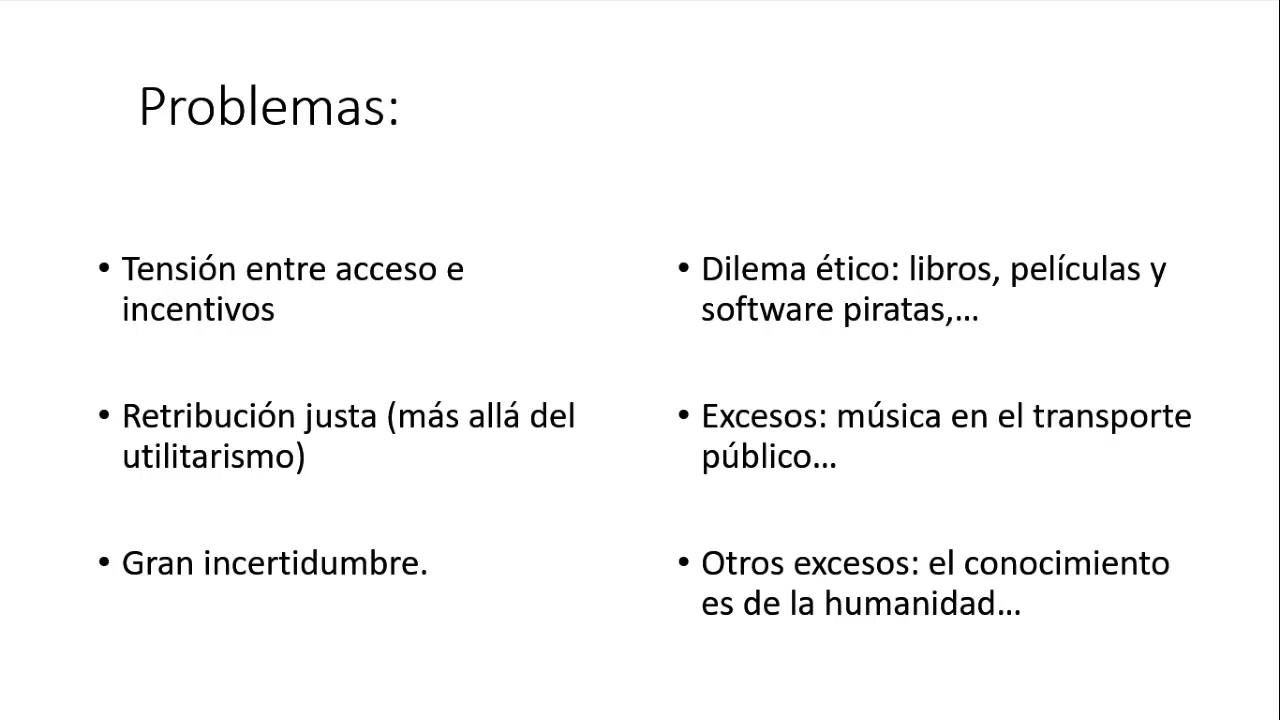 Problemas:
• Tensión entre acceso e
incentivos
• Retribución justa (más allá del
utilitarismo)
• Gran incertidumbre.
• Dilema ético: libros, películas y
software piratas,...
• Excesos: música en el transporte
público...
• Otros excesos: el conocimiento
es de la humanidad...